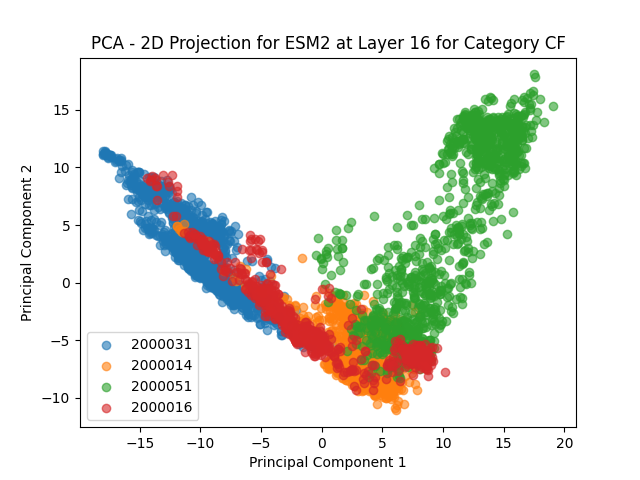 PCA - 2D Projection for ESM2 at Layer 16 for Category CF
Principal Component 2
15
10
5
0
−5
−10
2000031
2000014
2000051
2000016
−15 −10 −5 0 5 10 15 20
Principal Component 1